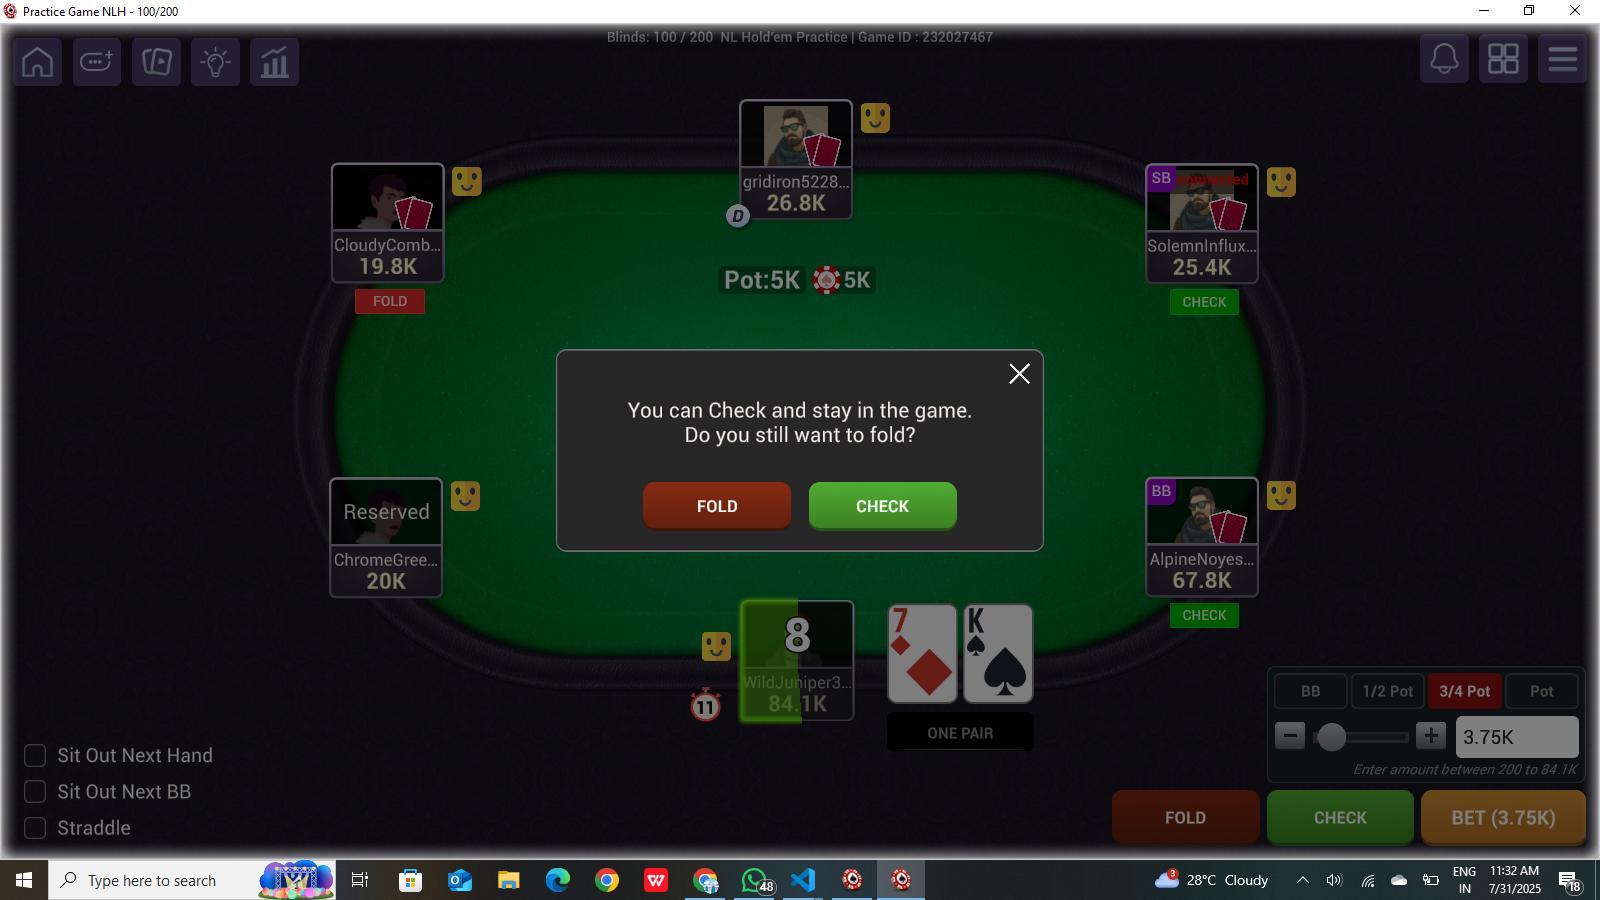 Practice Game NLH - 100/200
Blinds: 100 / 200 NL Hold'em Practice | Game ID : 232027467
gridiron5228...
26.8K
D
CloudyComb...
19.8K
FOLD
SB
SolemnInflux...
25.4K
CHECK
Pot:5K 5K
You can Check and stay in the game.
Do you still want to fold?
FOLD CHECK
Reserved
ChromeGree...
20K
BB
AlpineNoyes...
67.8K
CHECK
8
WildJuniper3...
84.1K
11
7 K
ONE PAIR
BB 1/2 Pot 3/4 Pot Pot
3.75K
Enter amount between 200 to 84.1K
Sit Out Next Hand
Sit Out Next BB
Straddle
FOLD CHECK BET (3.75K)
Type here to search
W
48
3
28°C Cloudy
ENG
IN
11:32 AM
7/31/2025
18